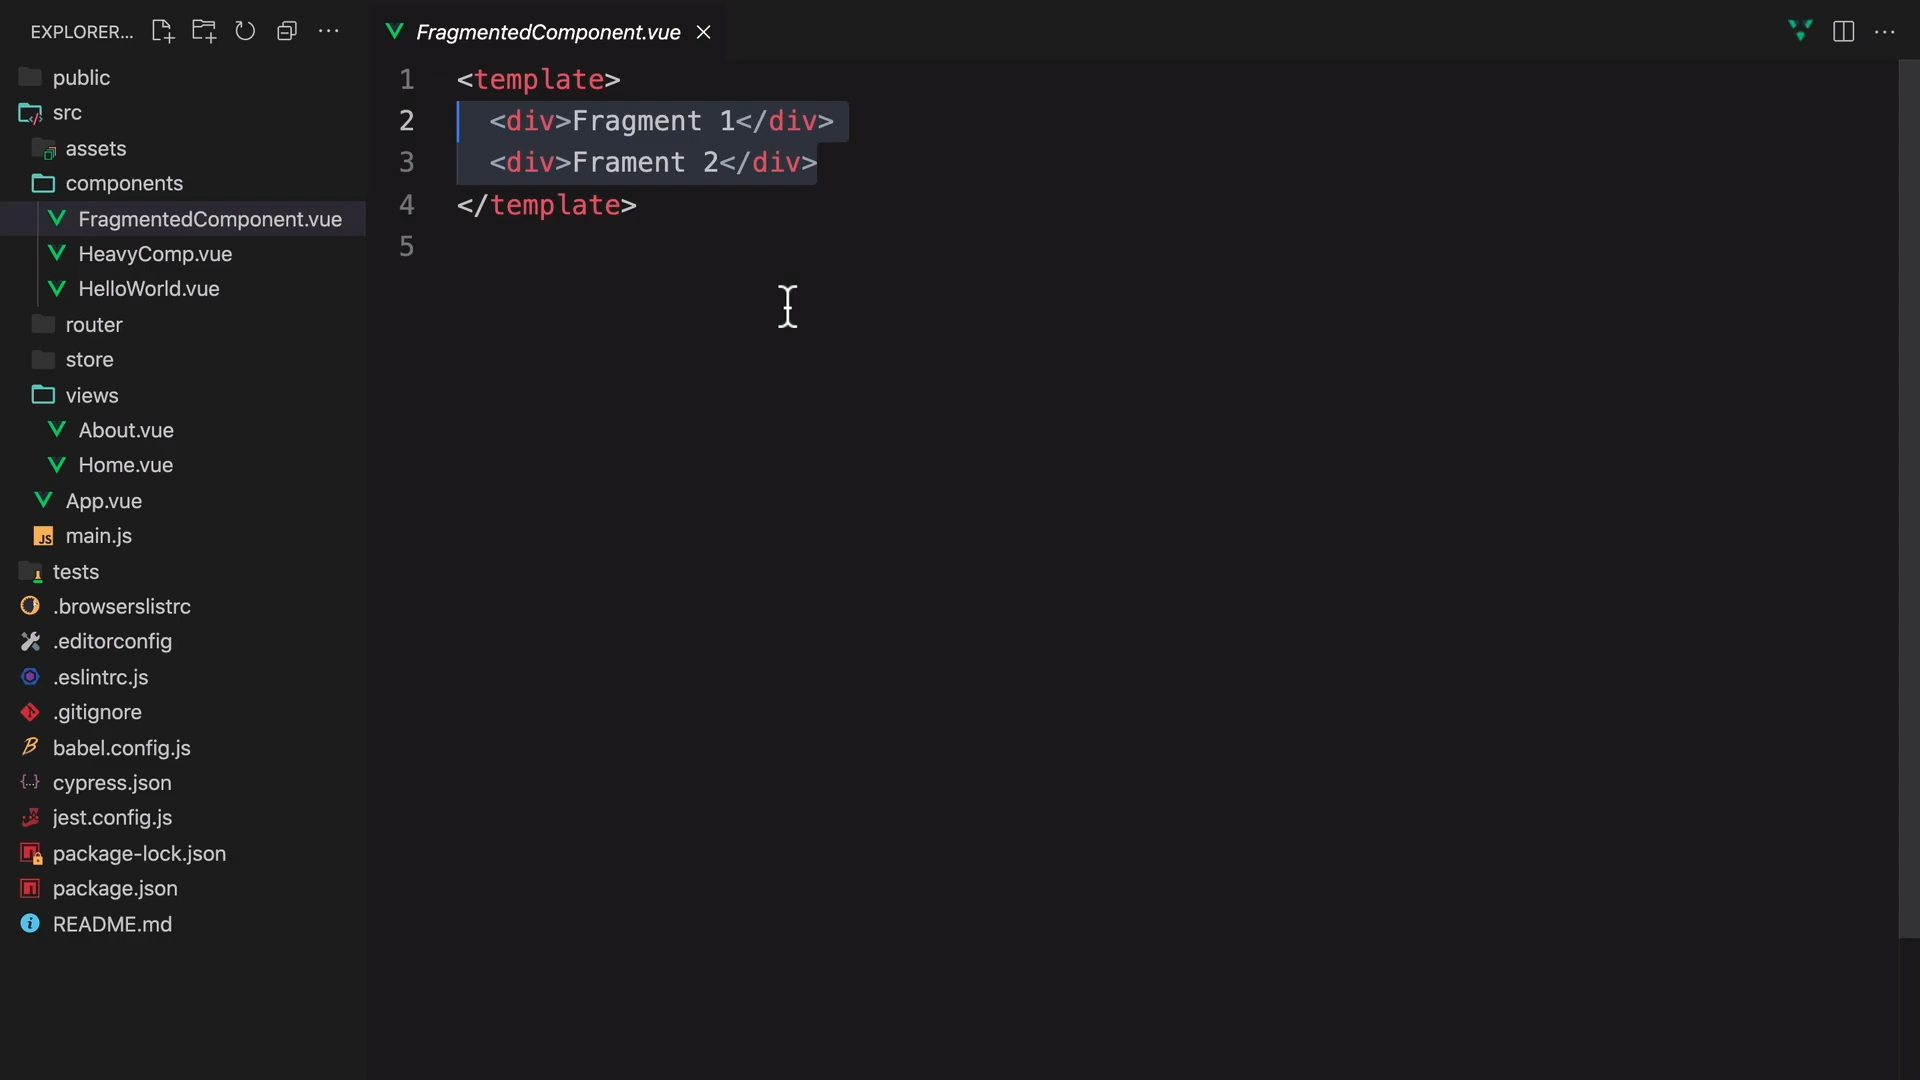 EXPLORER...
public
src
assets
components
FragmentedComponent.vue
HeavyComp.vue
HelloWorld.vue
router
store
views
About.vue
Home.vue
App.vue
main.js
tests
.browserslistrc
.editorconfig
.eslintrc.js
.gitignore
babel.config.js
cypress.json
jest.config.js
package-lock.json
package.json
README.md
FragmentedComponent.vue
1 <template>
2   <div>Fragment 1</div>
3   <div>Frament 2</div>
4 </template>
5